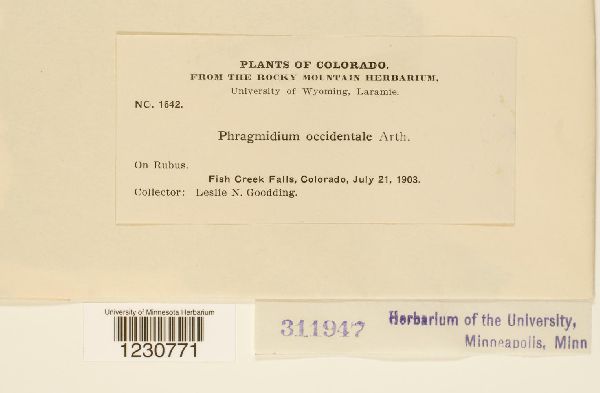 PLANTS OF COLORADO.
FROM THE ROCKY MOUNTAIN HERBARIUM,
University of Wyoming, Laramie.
NO. 1642.
Phragmidium occidentale Arth.
On Rubus.
Fish Creek Falls, Colorado, July 21, 1903.
Collector: Leslie N. Goodding.
University of Minnesota Herbarium
1230771
311947
Herbarium of the University,
Minneapolis, Minn